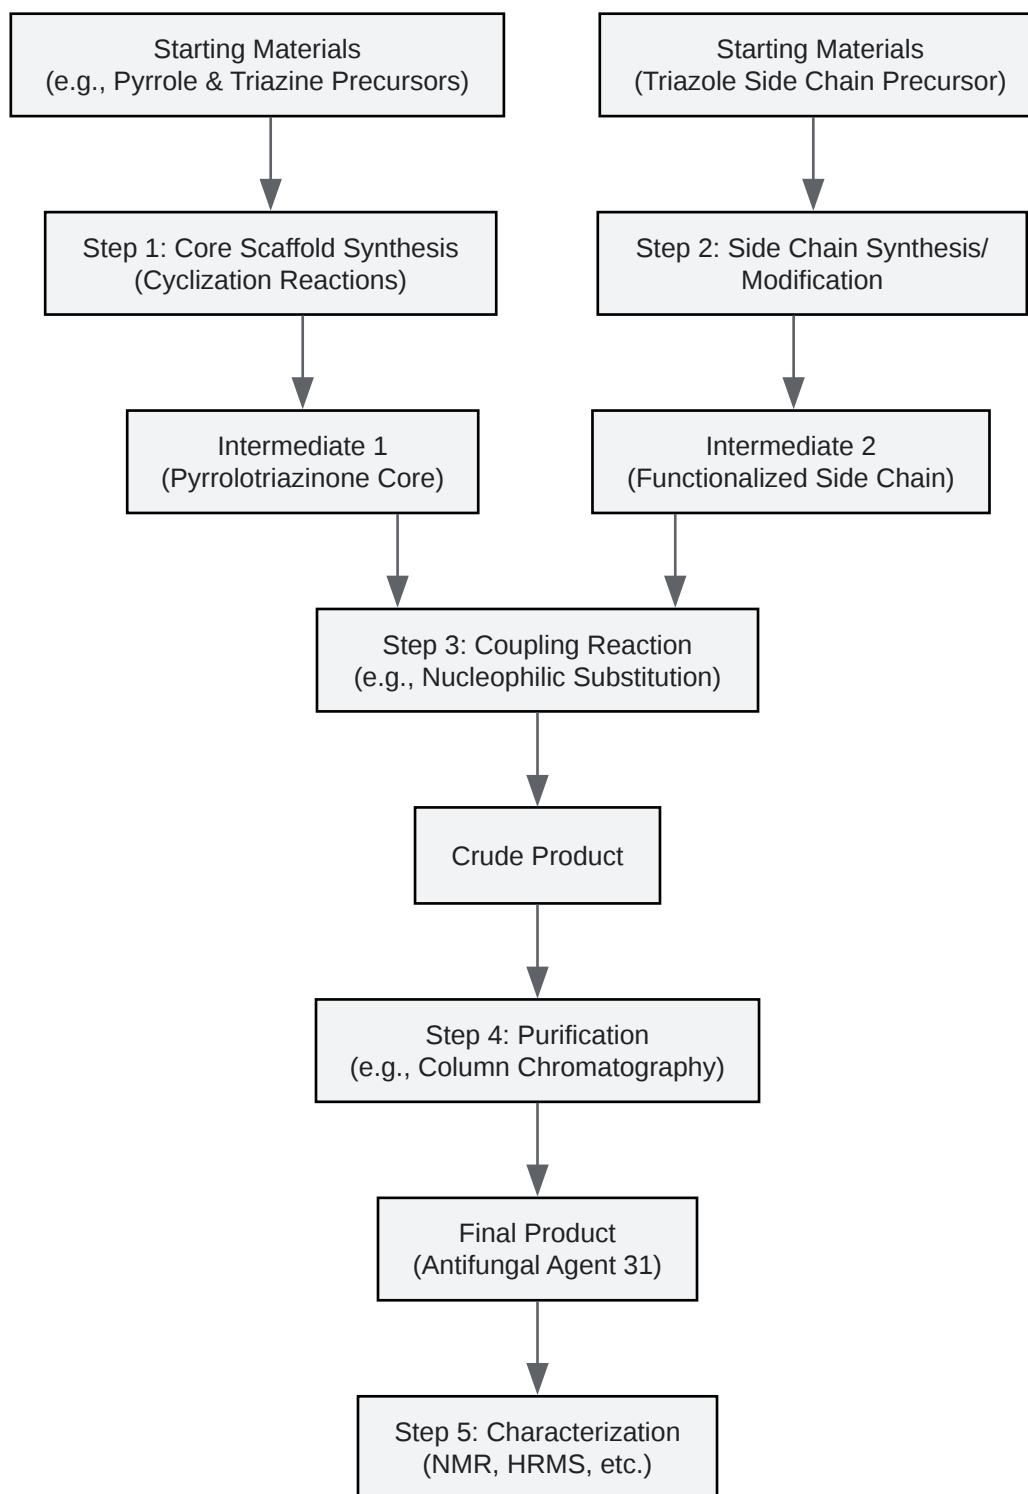 Starting Materials
(e.g., Pyrrole & Triazine Precursors)
Starting Materials
(Triazole Side Chain Precursor)
Step 1: Core Scaffold Synthesis
(Cyclization Reactions)
Step 2: Side Chain Synthesis/
Modification
Intermediate 1
(Pyrrolotriazinone Core)
Intermediate 2
(Functionalized Side Chain)
Step 3: Coupling Reaction
(e.g., Nucleophilic Substitution)
Crude Product
Step 4: Purification
(e.g., Column Chromatography)
Final Product
(Antifungal Agent 31)
Step 5: Characterization
(NMR, HRMS, etc.)